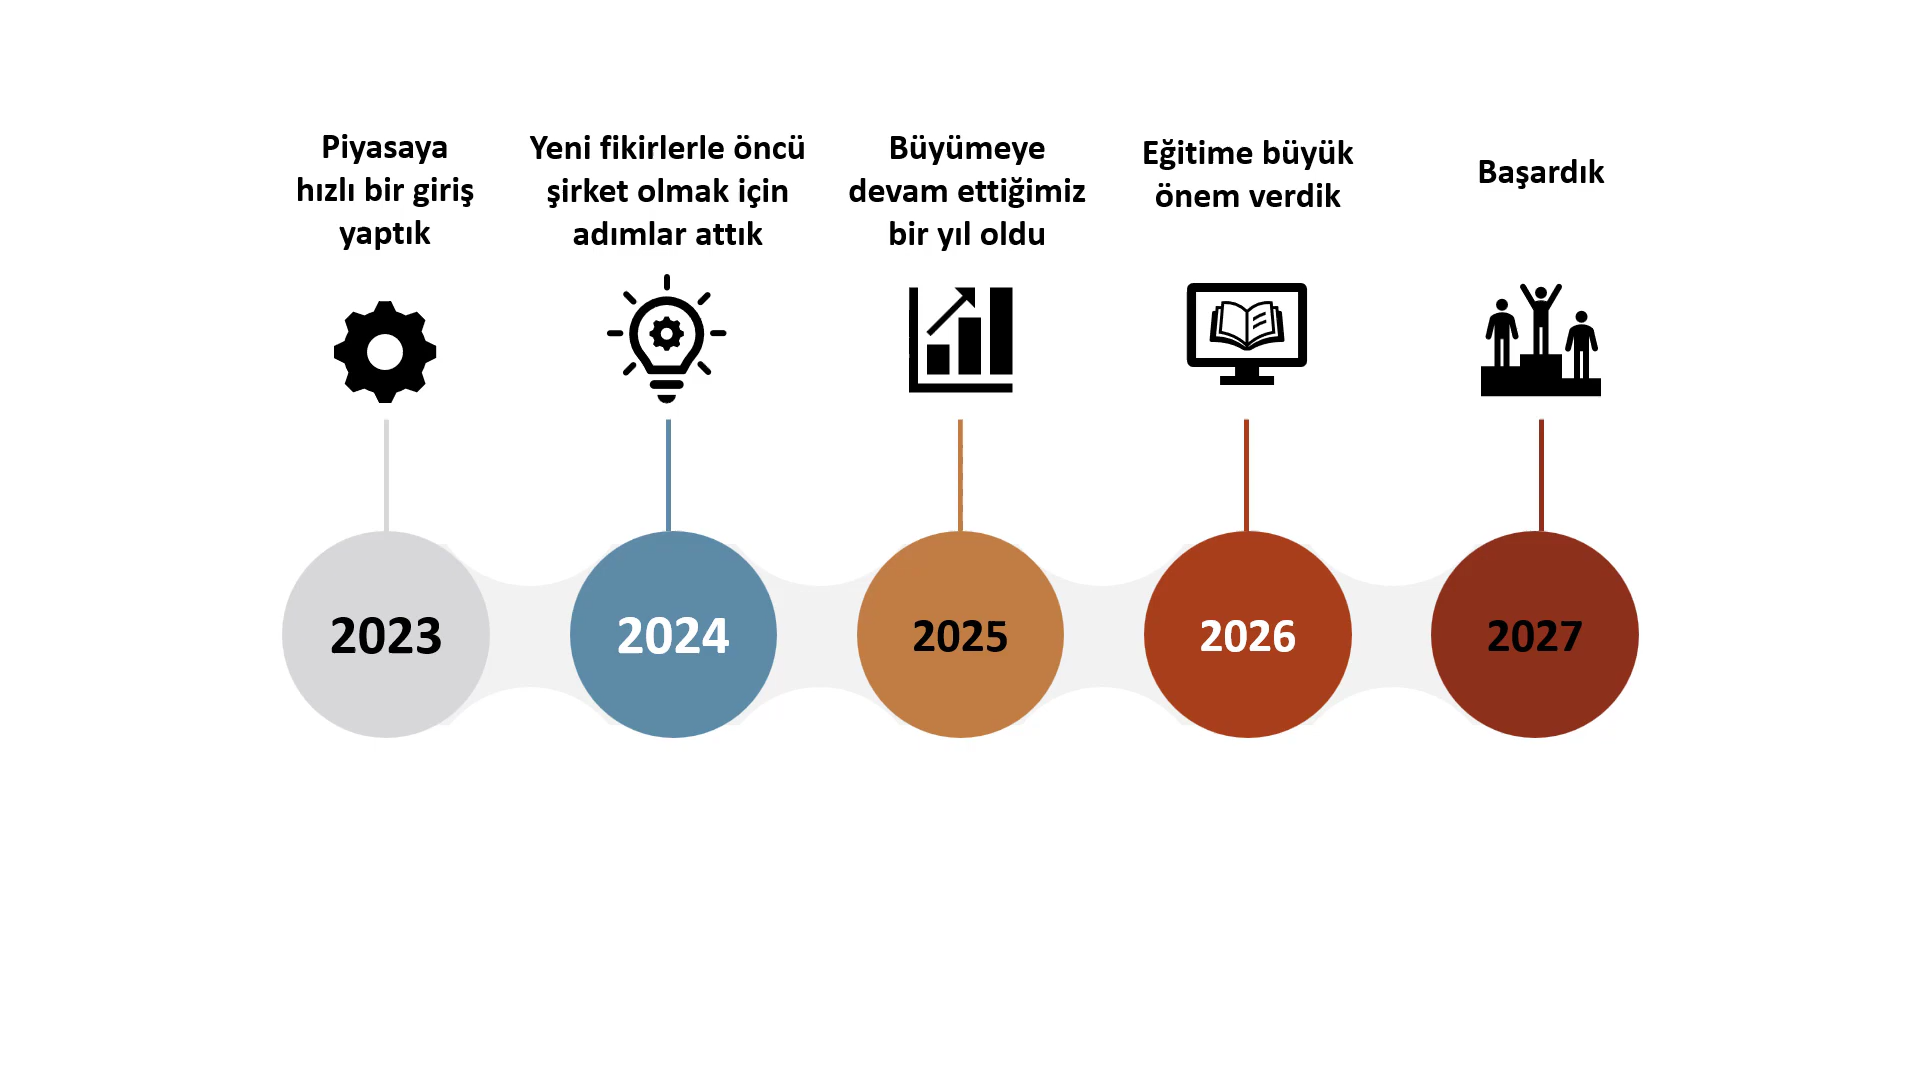 Piyasaya
hızlı bir giriş
yaptık
Yeni fikirlerle öncü
şirket olmak için
adımlar attık
Büyümeye
devam ettiğimiz
bir yıl oldu
Eğitime büyük
önem verdik
Başardık
2023
2024
2025
2026
2027